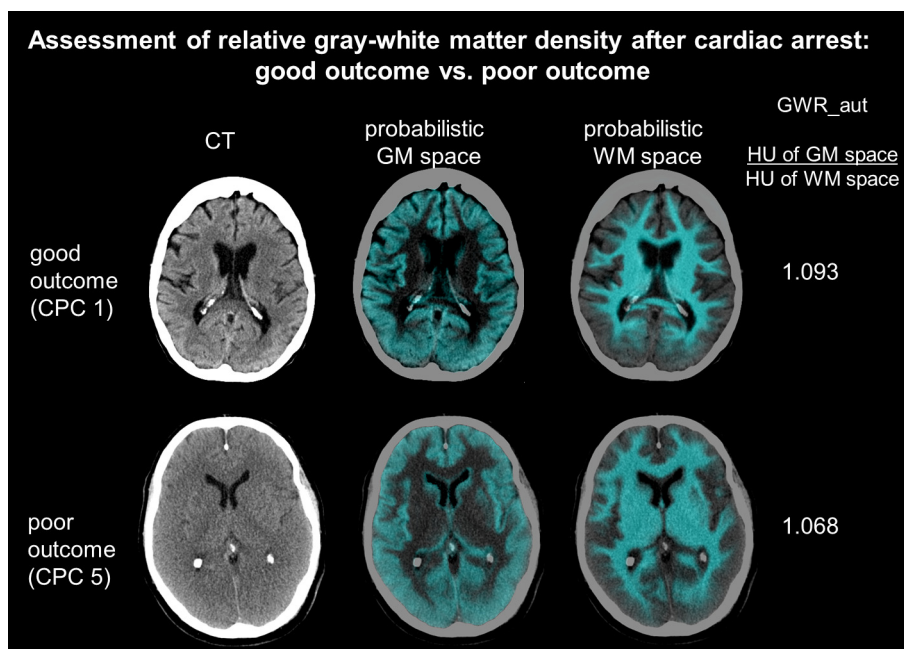 Assessment of relative gray-white matter density after cardiac arrest:
good outcome vs. poor outcome
CT
probabilistic
GM space
probabilistic
WM space
GWR_aut
HU of GM space
HU of WM space
good
outcome
(CPC 1)
1.093
poor
outcome
(CPC 5)
1.068